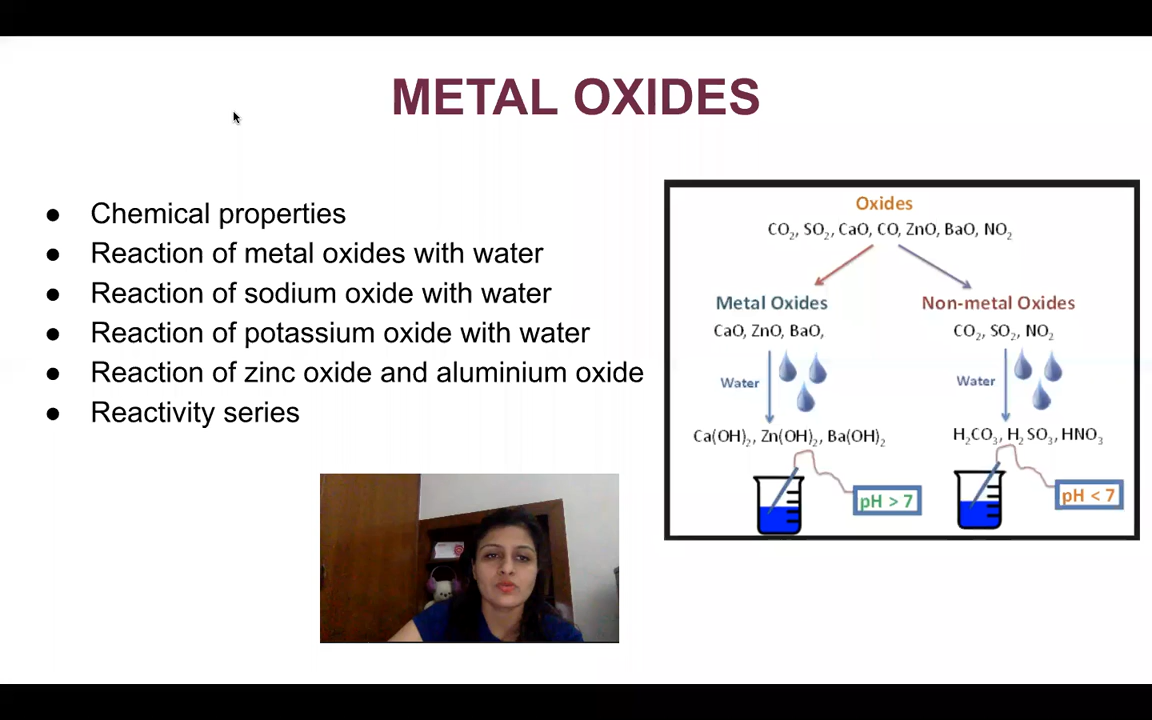 METAL OXIDES
● Chemical properties
● Reaction of metal oxides with water
● Reaction of sodium oxide with water
● Reaction of potassium oxide with water
● Reaction of zinc oxide and aluminium oxide
● Reactivity series
Oxides
CO₂, SO₂, CaO, CO, ZnO, BaO, NO₂
Metal Oxides
CaO, ZnO, BaO,
Water
Ca(OH)₂, Zn(OH)₂, Ba(OH)₂
pH > 7
Non-metal Oxides
CO₂, SO₂, NO₂
Water
H₂CO₃, H₂SO₃, HNO₃
pH < 7